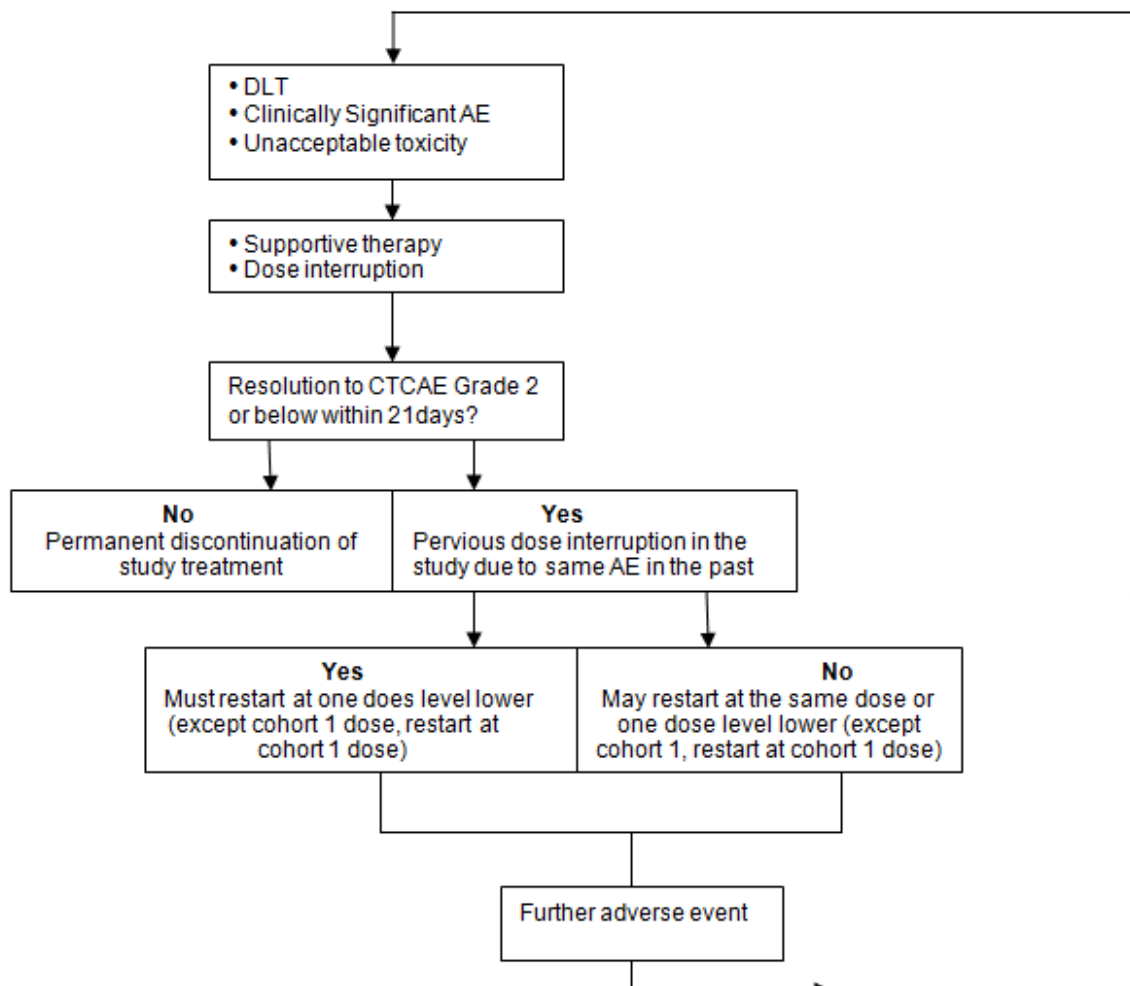 • DLT
• Clinically Significant AE
• Unacceptable toxicity
• Supportive therapy
• Dose interruption
Resolution to CTCAE Grade 2
or below within 21days?
No
Permanent discontinuation of
study treatment
Yes
Pervious dose interruption in the
study due to same AE in the past
Yes
Must restart at one does level lower
(except cohort 1 dose, restart at
cohort 1 dose)
No
May restart at the same dose or
one dose level lower (except
cohort 1, restart at cohort 1 dose)
Further adverse event